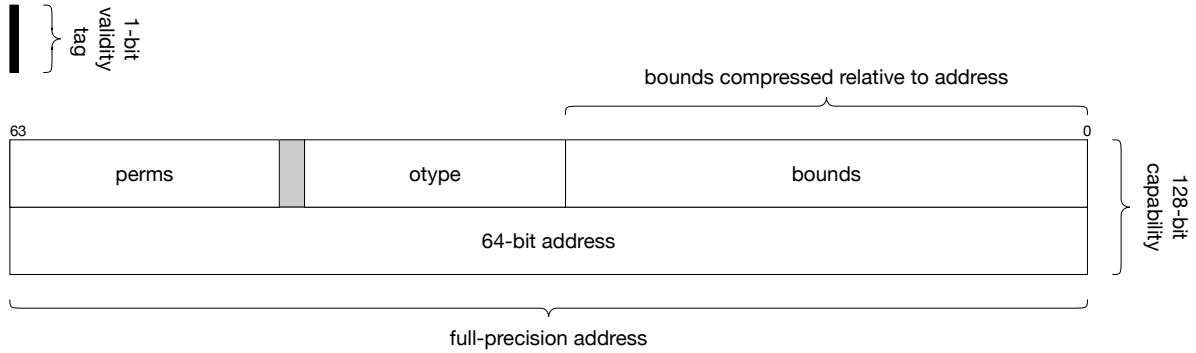 1-bit
validity
tag
bounds compressed relative to address
63
0
perms
otype
bounds
128-bit
capability
64-bit address
full-precision address